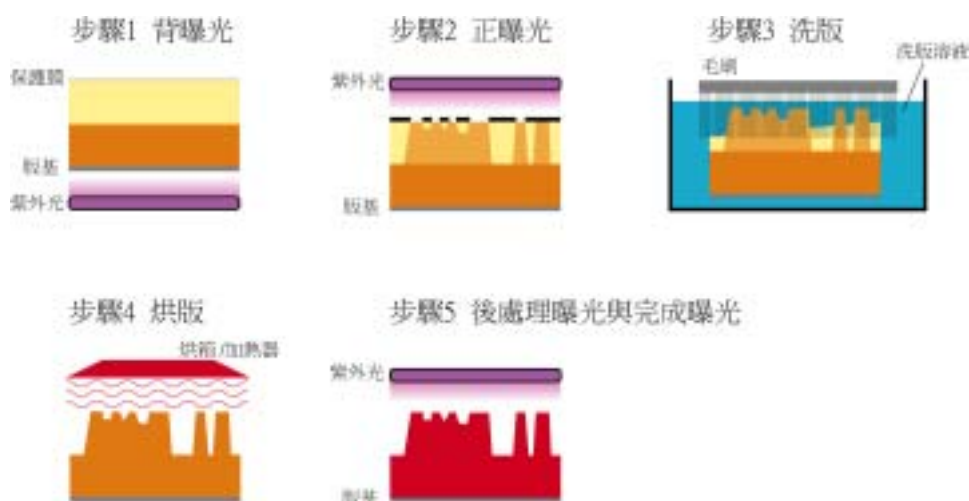 步驟1 背曝光
保護膜
版基
紫外光
步驟2 正曝光
紫外光
版基
步驟3 洗版
毛刷
洗版溶液
步驟4 烘版
烘箱/加熱器
步驟5 後處理曝光與完成曝光
紫外光
版基